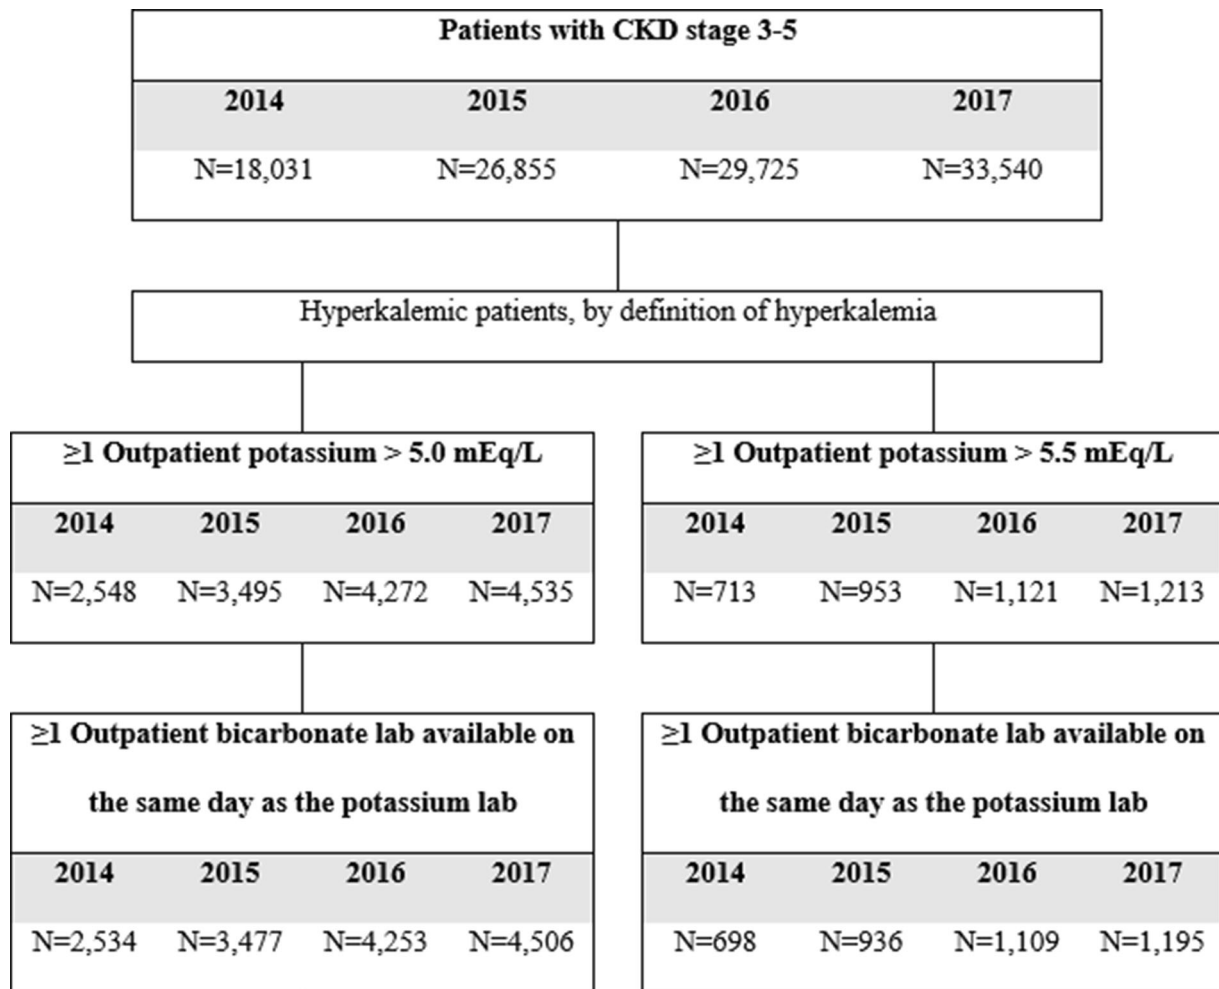 Patients with CKD stage 3-5
2014 2015 2016 2017
N=18,031 N=26,855 N=29,725 N=33,540
Hyperkalemic patients, by definition of hyperkalemia
≥1 Outpatient potassium > 5.0 mEq/L
2014 2015 2016 2017
N=2,548 N=3,495 N=4,272 N=4,535
≥1 Outpatient bicarbonate lab available on
the same day as the potassium lab
2014 2015 2016 2017
N=2,534 N=3,477 N=4,253 N=4,506
≥1 Outpatient potassium > 5.5 mEq/L
2014 2015 2016 2017
N=713 N=953 N=1,121 N=1,213
≥1 Outpatient bicarbonate lab available on
the same day as the potassium lab
2014 2015 2016 2017
N=698 N=936 N=1,109 N=1,195